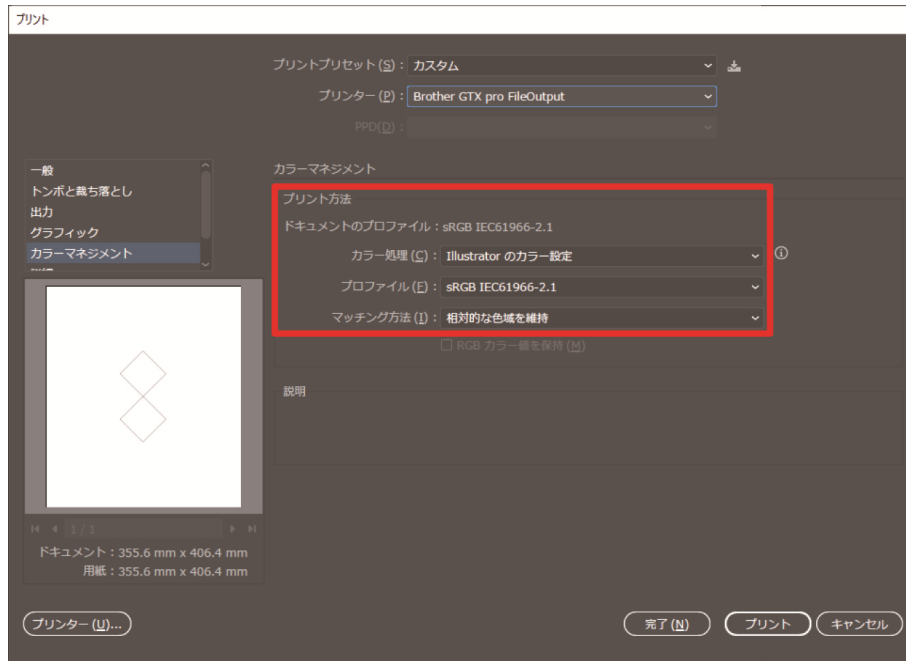 プリント
プリントプリセット (S) : カスタム
プリンター (P) : Brother GTX pro FileOutput
PPD(D) :
一般
トンボと裁ち落とし
出力
グラフィック
カラーマネジメント
カラーマネジメント
プリント方法
ドキュメントのプロファイル : sRGB IEC61966-2.1
カラー処理 (C) : Illustrator のカラー設定
プロファイル (F) : sRGB IEC61966-2.1
マッチング方法 (I) : 相対的な色域を維持
RGB カラー値を保持 (M)
説明
1 / 1
ドキュメント : 355.6 mm x 406.4 mm
用紙 : 355.6 mm x 406.4 mm
プリンター (U)...
完了 (N)
プリント
キャンセル